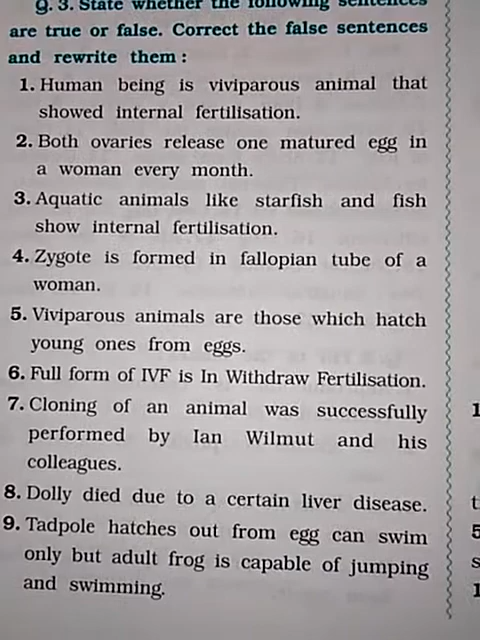 9. 3. State whether the following sentences
are true or false. Correct the false sentences
and rewrite them :
1. Human being is viviparous animal that
showed internal fertilisation.
2. Both ovaries release one matured egg in
a woman every month.
3. Aquatic animals like starfish and fish
show internal fertilisation.
4. Zygote is formed in fallopian tube of a
woman.
5. Viviparous animals are those which hatch
young ones from eggs.
6. Full form of IVF is In Withdraw Fertilisation.
7. Cloning of an animal was successfully
performed by Ian Wilmut and his
colleagues.
8. Dolly died due to a certain liver disease.
9. Tadpole hatches out from egg can swim
only but adult frog is capable of jumping
and swimming.